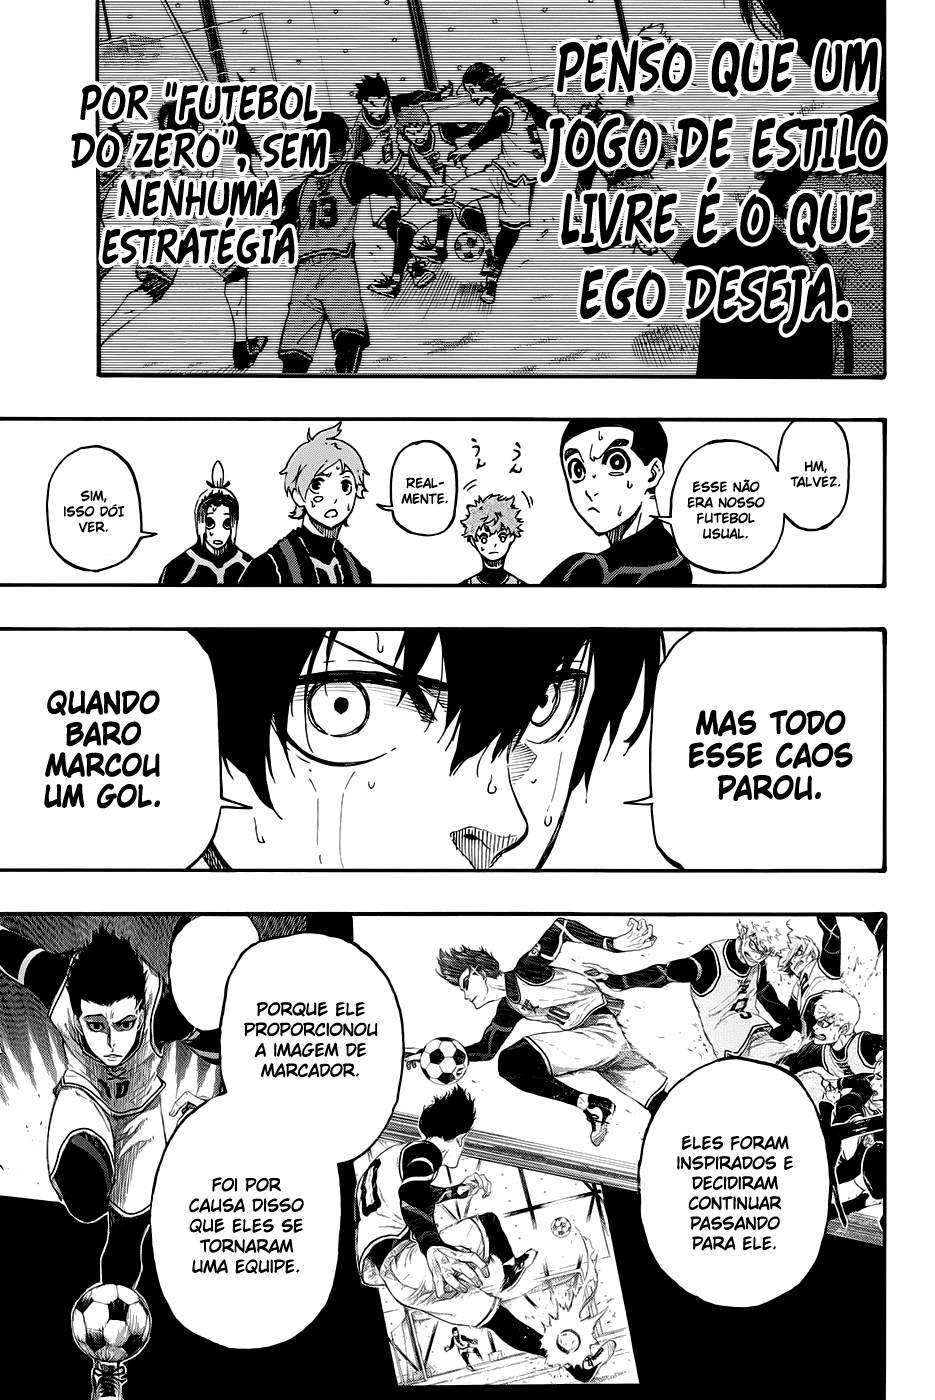 PENSO QUE UM
JOGO DE ESTILO
LIVRE É O QUE
EGO DESEJA.
POR "FUTEBOL
DO ZERO", SEM
NENHUMA
ESTRATÉGIA
13
HM,
TALVEZ.
ESSE NÃO
ERA NOSSO
FUTEBOL
USUAL.
REAL-
MENTE.
SIM,
ISSO DÓI
VER.
MAS TODO
ESSE CAOS
PAROU.
QUANDO
BARO
MARCOU
UM GOL.
PORQUE ELE
PROPORCIONOU
A IMAGEM DE
MARCADOR.
ELES FORAM
INSPIRADOS E
DECIDIRAM
CONTINUAR
PASSANDO
PARA ELE.
FOI POR
CAUSA DISSO
QUE ELES SE
TORNARAM
UMA EQUIPE.